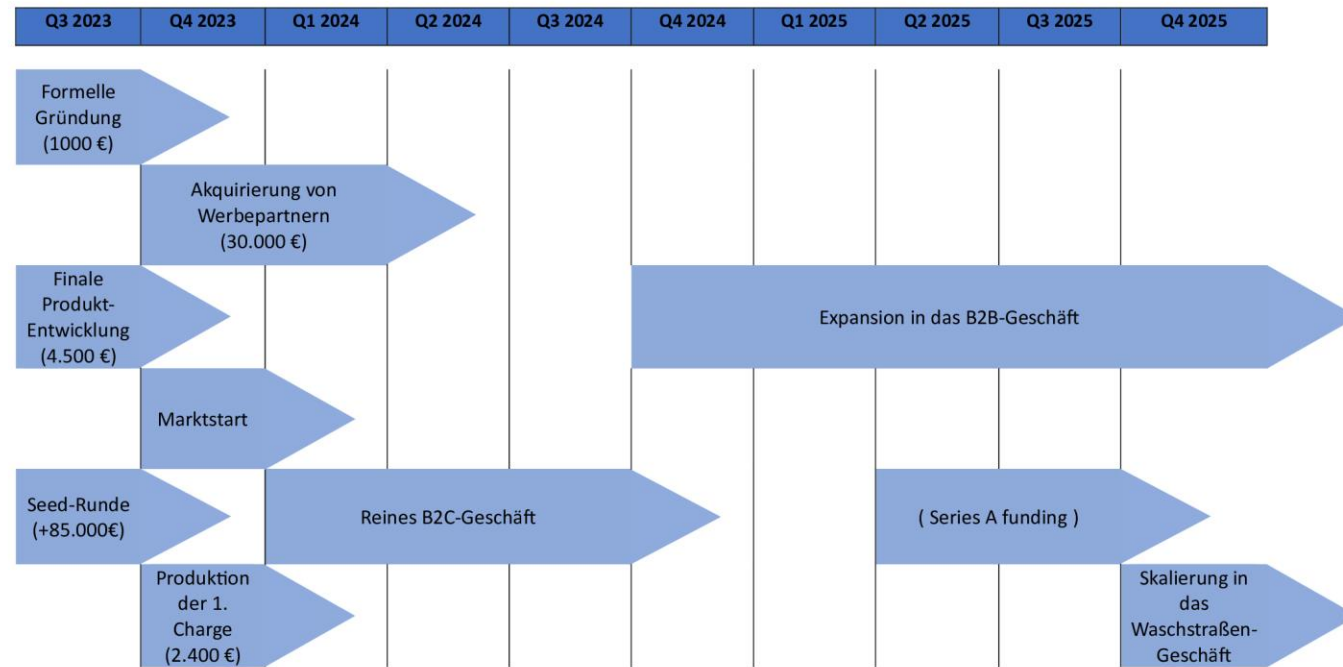 Q3 2023 Q4 2023 Q1 2024 Q2 2024 Q3 2024 Q4 2024 Q1 2025 Q2 2025 Q3 2025 Q4 2025
Formelle
Gründung
(1000 €)
Akquirierung von
Werbepartnern
(30.000 €)
Finale
Produkt-
Entwicklung
(4.500 €)
Expansion in das B2B-Geschäft
Marktstart
Seed-Runde
(+85.000€)
Reines B2C-Geschäft
( Series A funding )
Produktion
der 1.
Charge
(2.400 €)
Skalierung in
das
Waschstraßen-
Geschäft